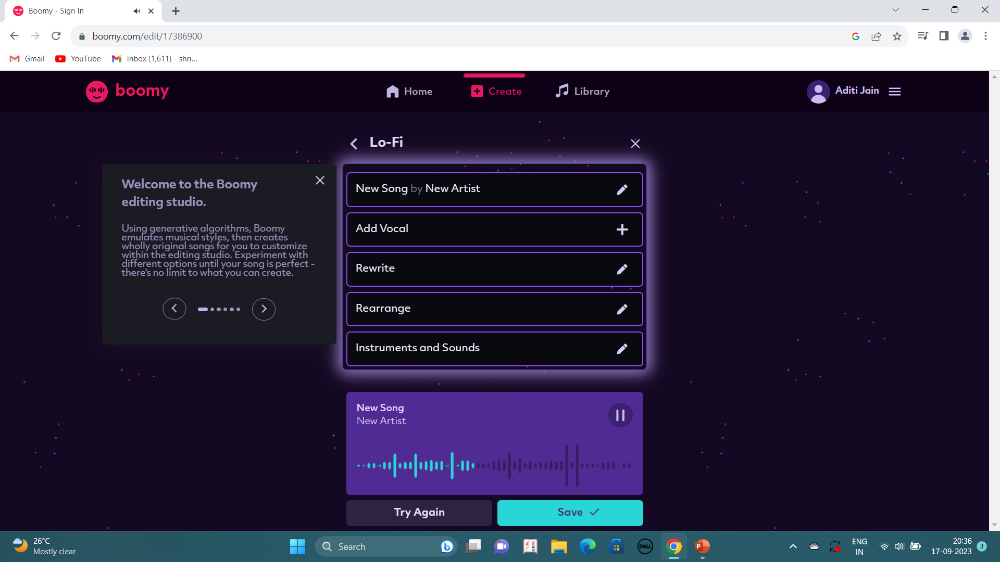 Boomy - Sign In
boomy.com/edit/17386900
Gmail
YouTube
Inbox (1,611) - shri...
boomy
Home
Create
Library
Aditi Jain
Lo-Fi
Welcome to the Boomy
editing studio.
Using generative algorithms, Boomy
emulates musical styles, then creates
wholly original songs for you to customize
within the editing studio. Experiment with
different options until your song is perfect -
there's no limit to what you can create.
New Song by New Artist
Add Vocal
Rewrite
Rearrange
Instruments and Sounds
New Song
New Artist
Try Again
Save
26°C
Mostly clear
Search
Tally
ERP9
DELL
P
ENG
IN
20:36
17-09-2023
3